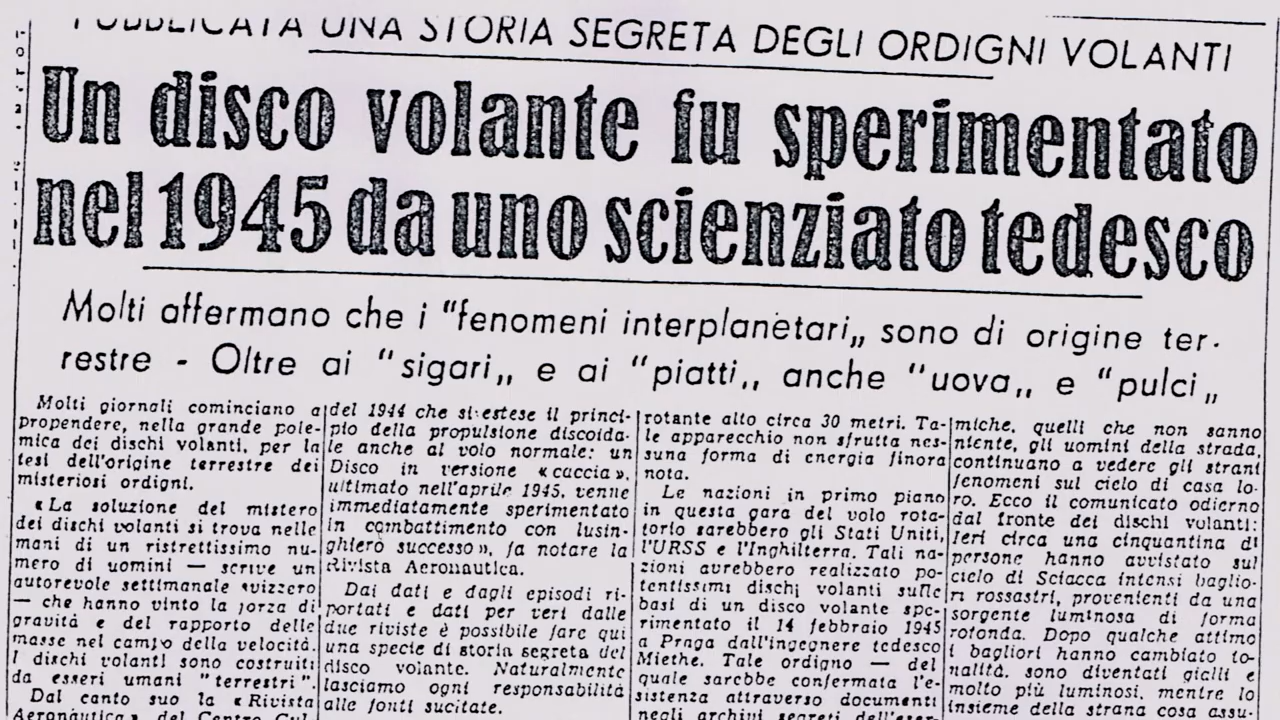 PUBBLICATA UNA STORIA SEGRETA DEGLI ORDIGNI VOLANTI
Un disco volante fu sperimentato
nel 1945 da uno scienziato tedesco
Molti affermano che i "fenomeni interplanetari„ sono di origine ter-
restre - Oltre ai "sigari„ e ai "piatti„ anche "uova„ e "pulci„
Molti giornali cominciano a
propendere, nella grande pole-
mica dei dischi volanti, per la
tesi dell'origine terrestre dei
misteriosi ordigni.
«La soluzione del mistero
dei dischi volanti si trova nelle
mani di un ristrettissimo nu-
mero di uomini — scrive un
autorevole settimanale svizzero
— che hanno vinto la forza di
gravità e del rapporto delle
masse nel campo della velocità.
I dischi volanti sono costruiti
da esseri umani "terrestri".
Dal canto suo la «Rivista
Aeronautica» del Centro Cul-
del 1944 che si estese il princi-
pio della propulsione discoida-
le anche al volo normale: un
Disco in versione «caccia»,
ultimato nell'aprile 1945, venne
immediatamente sperimentato
in combattimento con lusin-
ghiero successo», fa notare la
Rivista Aeronautica.
Dai dati e dagli episodi ri-
portati e dati per veri dalle
due riviste è possibile fare qui
una specie di storia segreta del
disco volante. Naturalmente
lasciamo ogni responsabilità
alle fonti sucitate.
rotante alto circa 30 metri. Ta-
le apparecchio non sfrutta nes-
suna forma di energia finora
nota.
Le nazioni in primo piano
in questa gara del volo rota-
torio sarebbero gli Stati Uniti,
l'URSS e l'Inghilterra. Tali na-
zioni avrebbero realizzato po-
tentissimi dischi volanti sulle
basi di un disco volante spe-
rimentato il 14 febbraio 1945
a Praga dall'ingegnere tedesco
Miethe. Tale ordigno — del
quale sarebbe confermata l'e-
sistenza attraverso documenti
negli archivi segreti dell'eser-
miche, quelli che non sanno
niente, gli uomini della strada,
continuano a vedere gli strani
fenomeni sul cielo di casa lo-
ro. Ecco il comunicato odierno
dal fronte dei dischi volanti:
Ieri circa una cinquantina di
persone hanno avvistato sul
cielo di Sciacca intensi baglio-
ri rossastri, provenienti da una
sorgente luminosa di forma
rotonda. Dopo qualche attimo
i bagliori hanno cambiato to-
nalità, sono diventati gialli e
molto più luminosi, mentre lo
insieme della strana cosa assu-